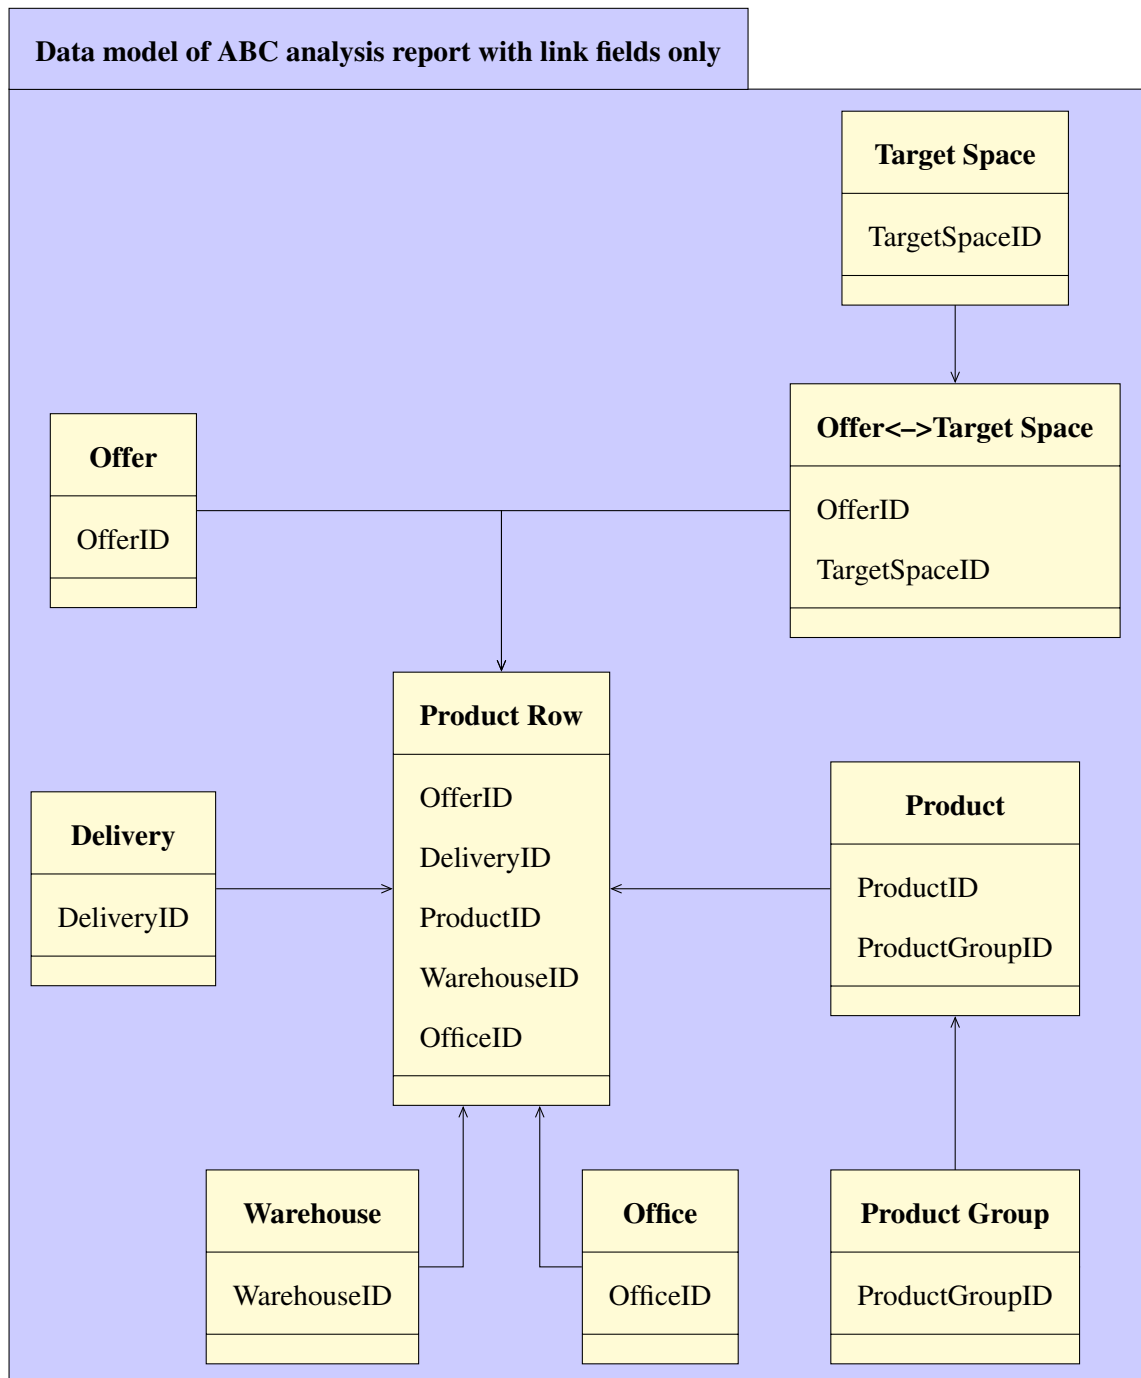 Data model of ABC analysis report with link fields only
Target Space
TargetSpaceID
Offer<–>Target Space
OfferID
TargetSpaceID
Offer
OfferID
Product Row
OfferID
DeliveryID
ProductID
WarehouseID
OfficeID
Delivery
DeliveryID
Product
ProductID
ProductGroupID
Warehouse
WarehouseID
Office
OfficeID
Product Group
ProductGroupID